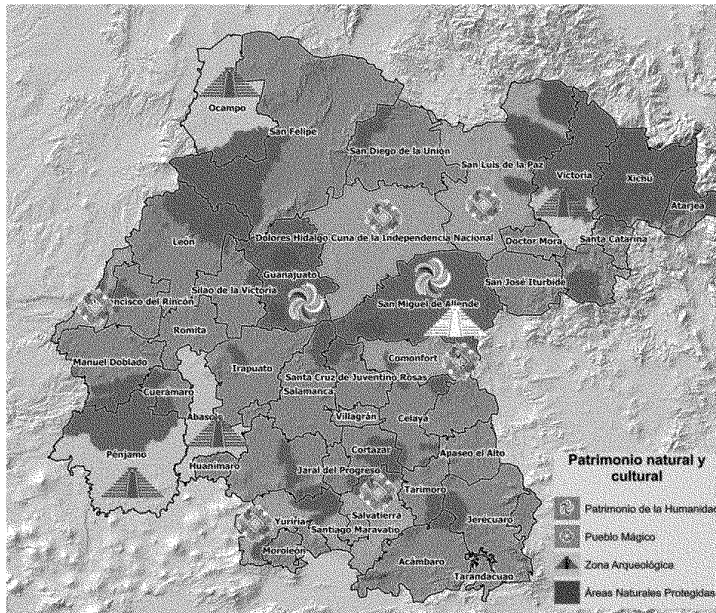 Ocampo
San Felipe
San Diego de la Unión
San Luis de la Paz
Victoria
Xichú
Atarjea
León
Dolores Hidalgo Cuna de la Independencia Nacional
Doctor Mora
Santa Catarina
Guanajuato
Silao de la Victoria
San Miguel de Allende
San José Iturbide
ncisco del Rincón
Romita
Manuel Doblado
Irapuato
Comonfort
Cuerámaro
Santa Cruz de Juventino Rosas
Salamanca
Abasolo
Villagrán
Celaya
Pénjamo
Huanímaro
Cortazar
Apaseo el Alto
Jaral del Progreso
Tarimoro
Yuriria
Salvatierra
Santiago Maravatío
Jerécuaro
Moroleón
Acámbaro
Tarandacuao
Patrimonio natural y
cultural
Patrimonio de la Humanidad
Pueblo Mágico
Zona Arqueológica
Áreas Naturales Protegidas